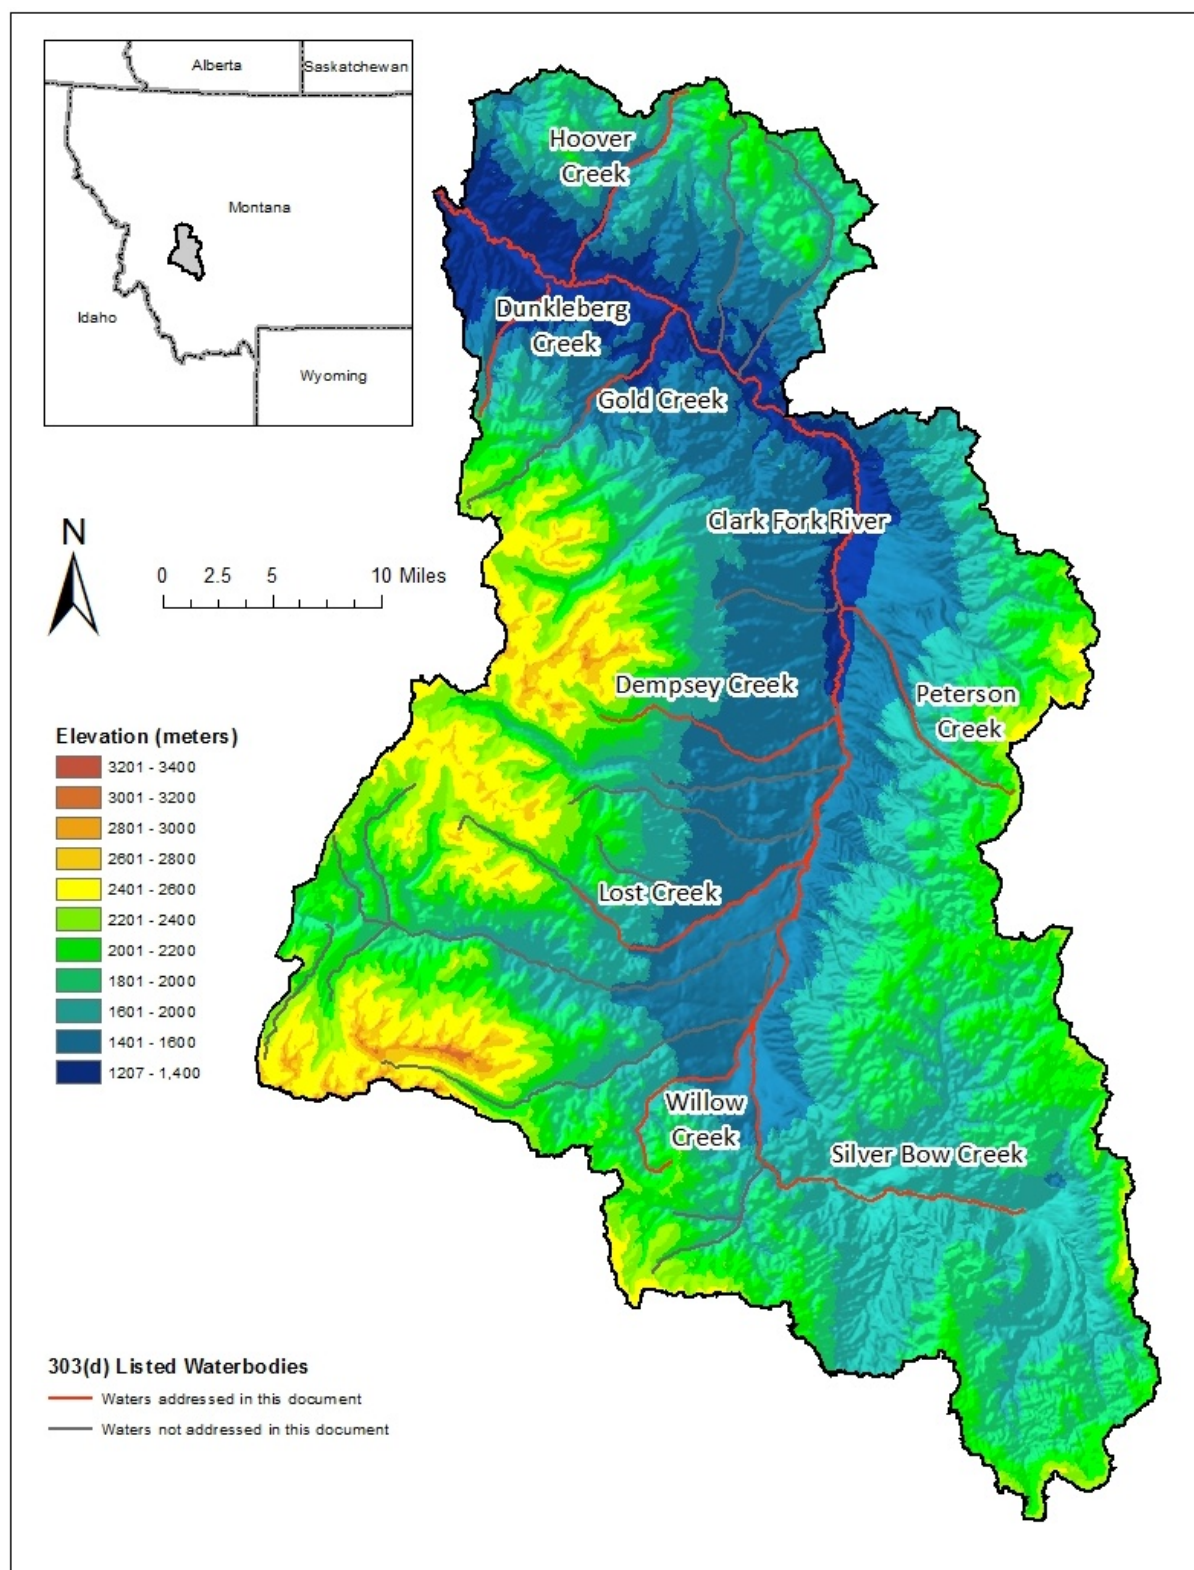 Alberta
Saskatchewan
Montana
Idaho
Wyoming
Hoover
Creek
Dunkleberg
Creek
Gold Creek
Clark Fork River
N
0 2.5 5 10 Miles
Dempsey Creek
Peterson
Creek
Elevation (meters)
3201 - 3400
3001 - 3200
2801 - 3000
2601 - 2800
2401 - 2600
2201 - 2400
2001 - 2200
1801 - 2000
1601 - 2000
1401 - 1600
1207 - 1,400
Lost Creek
Willow
Creek
Silver Bow Creek
303(d) Listed Waterbodies
Waters addressed in this document
Waters not addressed in this document